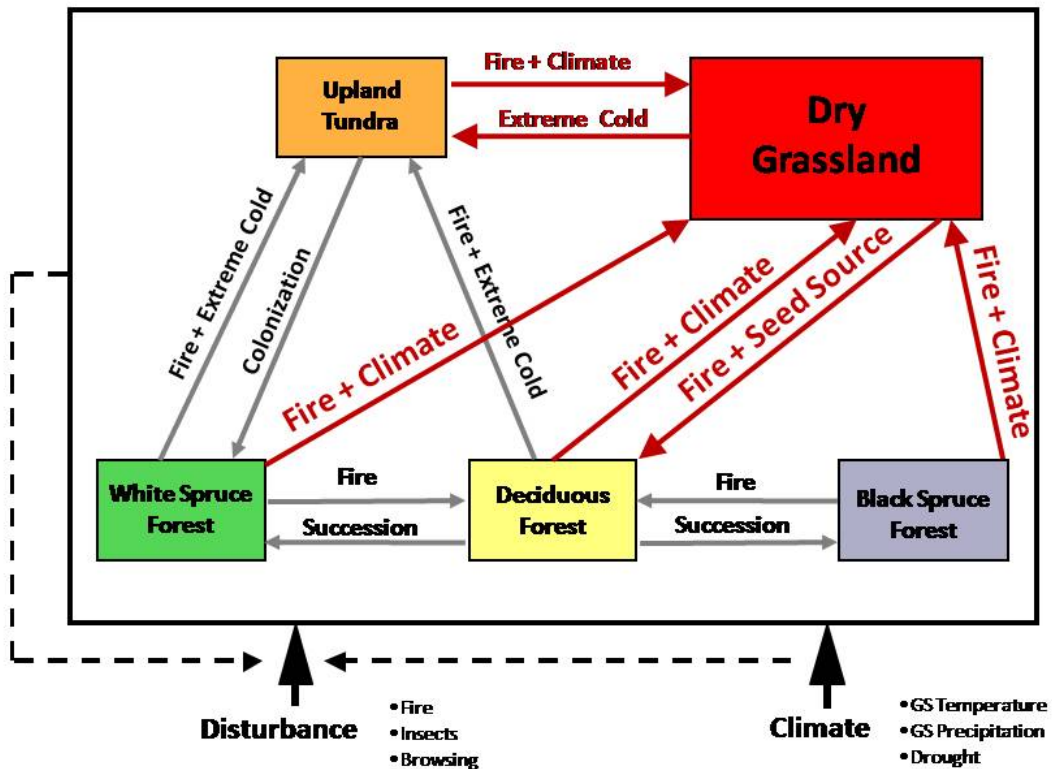 Fire + Climate
Upland
Tundra
Extreme Cold
Dry
Grassland
Fire + Extreme Cold
Colonization
Fire + Extreme Cold
Fire + Climate
Fire + Climate
Fire + Seed Source
Fire + Climate
White Spruce
Forest
Fire
Succession
Deciduous
Forest
Fire
Succession
Black Spruce
Forest
Disturbance
• Fire
• Insects
• Browsing
Climate
• GS Temperature
• GS Precipitation
• Drought